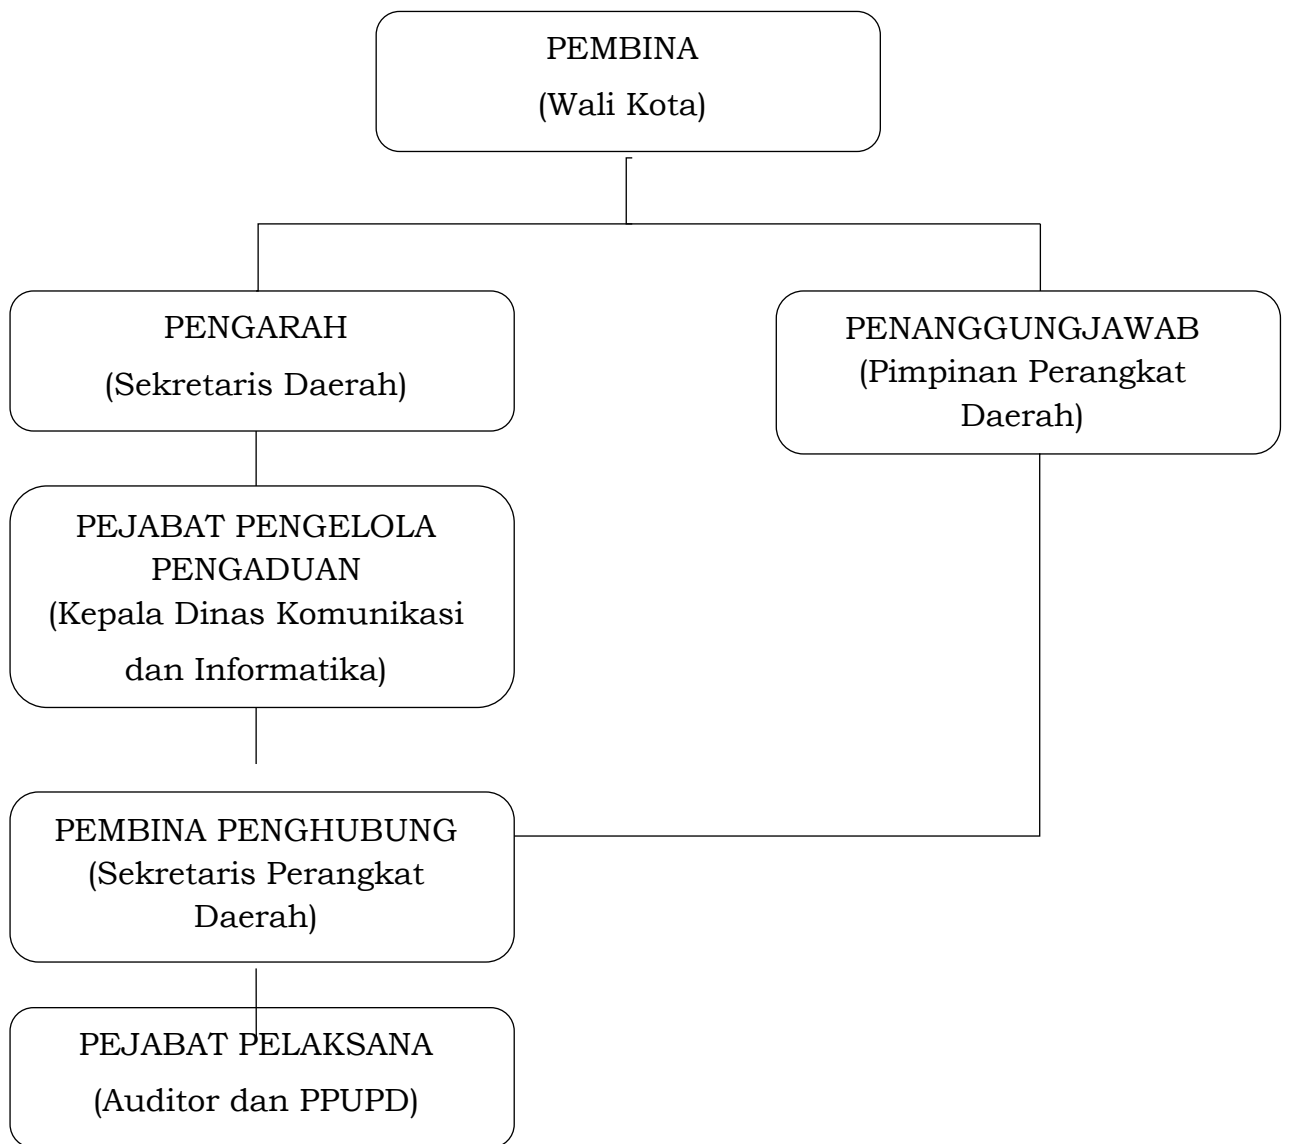 PEMBINA
(Wali Kota)
PENGARAH
(Sekretaris Daerah)
PENANGGUNGJAWAB
(Pimpinan Perangkat
Daerah)
PEJABAT PENGELOLA
PENGADUAN
(Kepala Dinas Komunikasi
dan Informatika)
PEMBINA PENGHUBUNG
(Sekretaris Perangkat
Daerah)
PEJABAT PELAKSANA
(Auditor dan PPUPD)